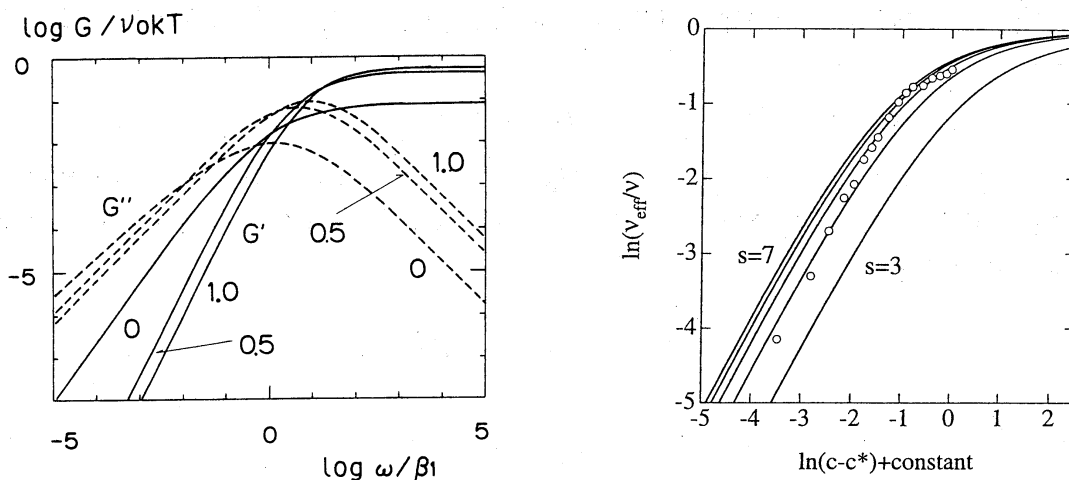 log G / νokT
0
-5
G''
G'
1.0
0.5
0
1.0
0
0.5
-5
0
5
log ω/β1
0
-1
-2
-3
-4
-5
ln(νeff/ν)
s=7
s=3
-5 -4 -3 -2 -1 0 1 2
ln(c-c*)+constant